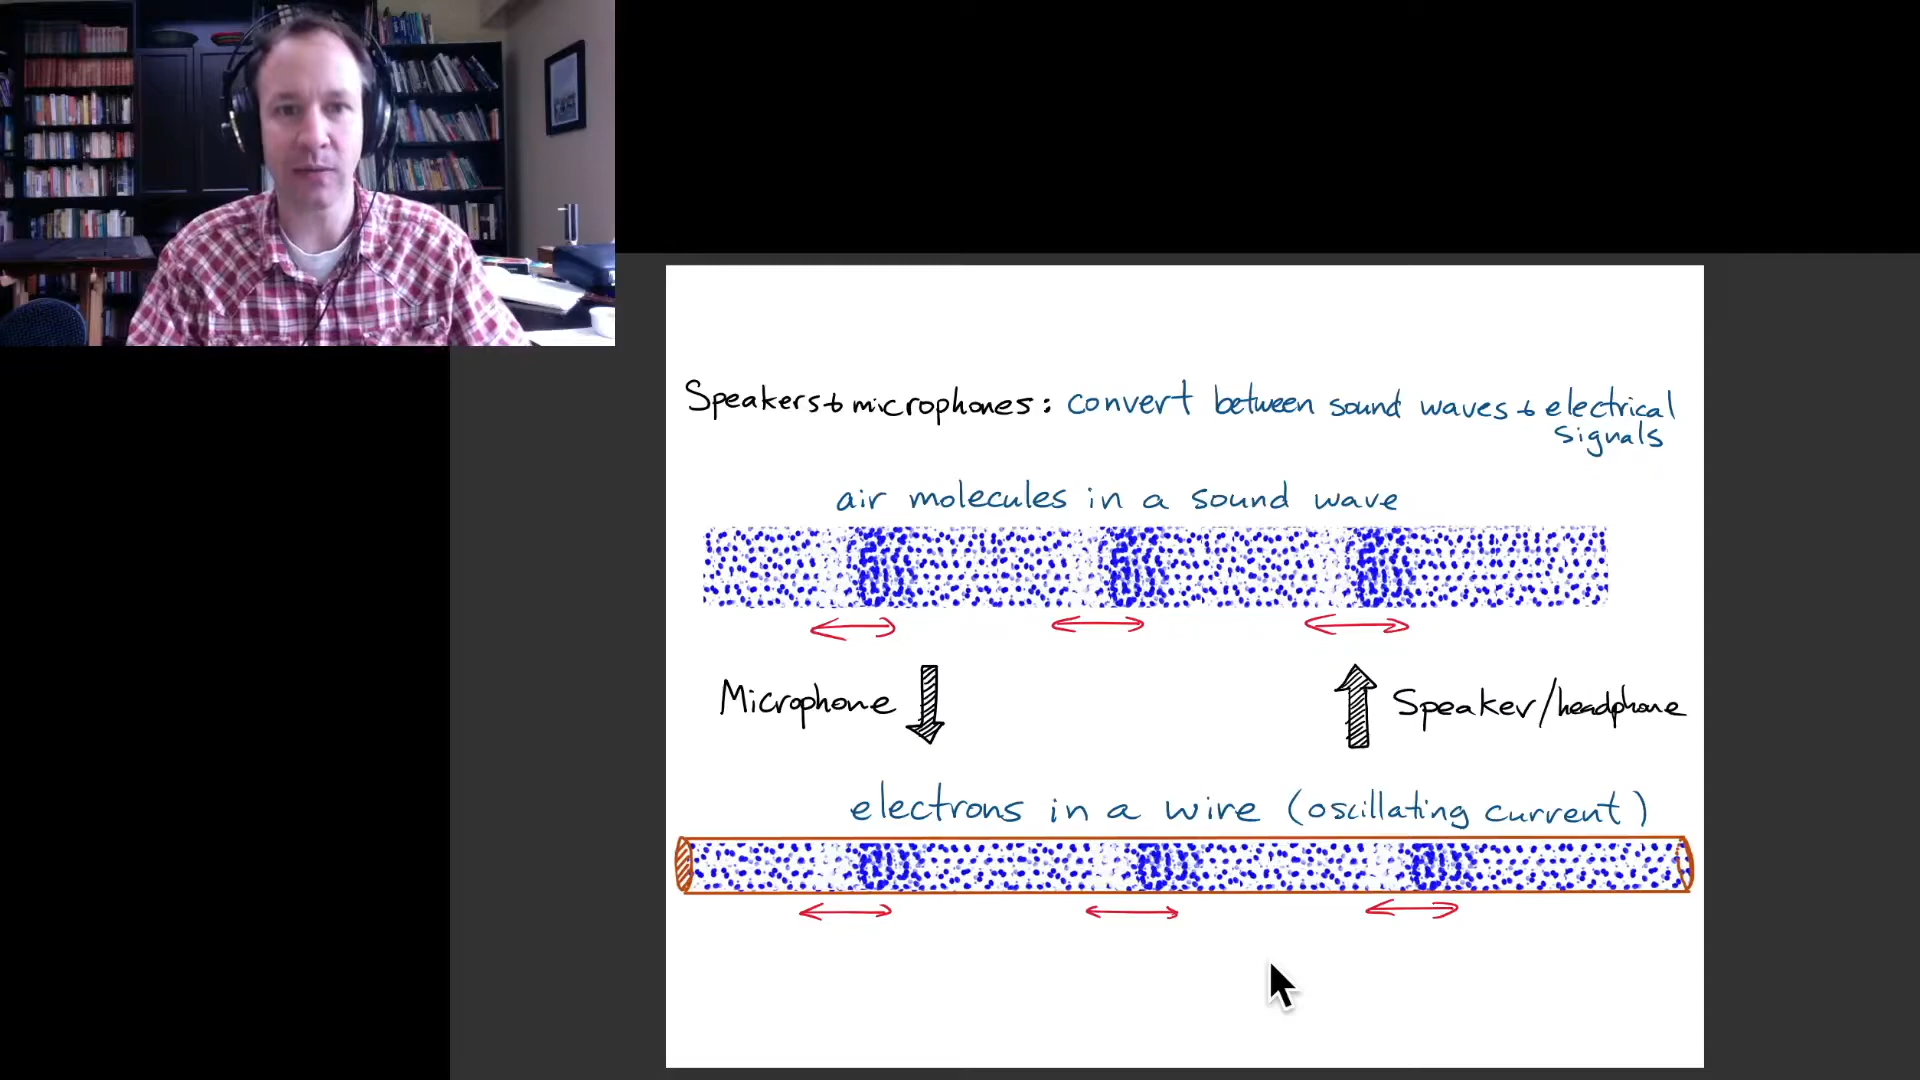 Speakers & microphones: convert between sound waves & electrical
signals
air molecules in a sound wave
Microphone
Speaker/headphone
electrons in a wire (oscillating current)